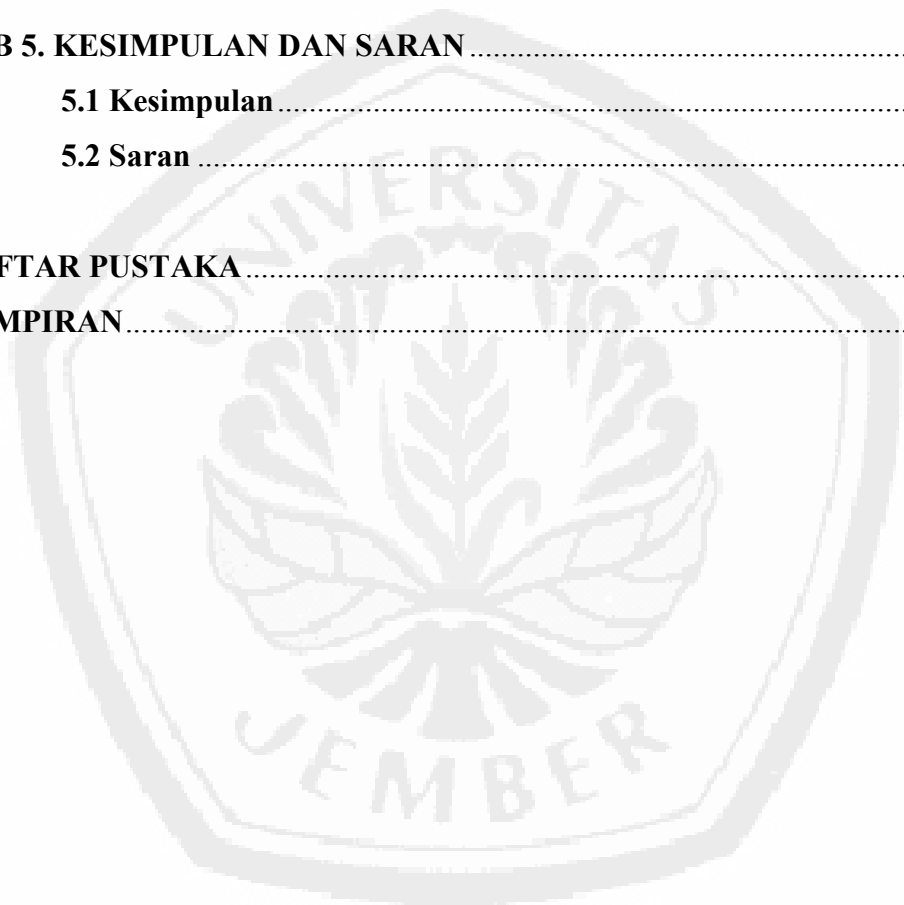 B 5. KESIMPULAN DAN SARAN
5.1 Kesimpulan
5.2 Saran
FTAR PUSTAKA
MPIRAN
UNIVERSITAS
JEMBER